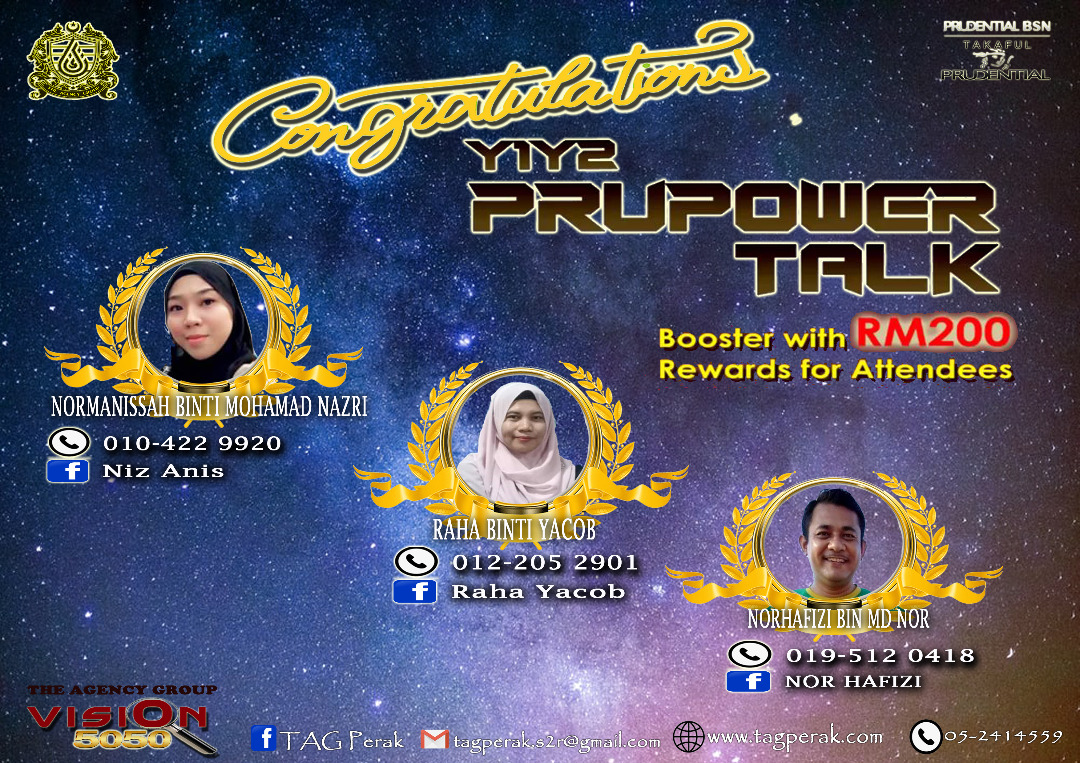 PRUDENTIAL BSN
TAKAFUL
PRUDENTIAL
Congratulations
Y1Y2
PRUPOWER
TALK
Booster with RM200
Rewards for Attendees
NORMANISSAH BINTI MOHAMAD NAZRI
010-422 9920
f Niz Anis
RAHA BINTI YACOB
012-205 2901
f Raha Yacob
NORHAFIZI BIN MD NOR
019-512 0418
f NOR HAFIZI
THE AGENCY GROUP
VISION
5050
f TAG Perak tagperak.s2r@gmail.com www.tagperak.com 05-2414559